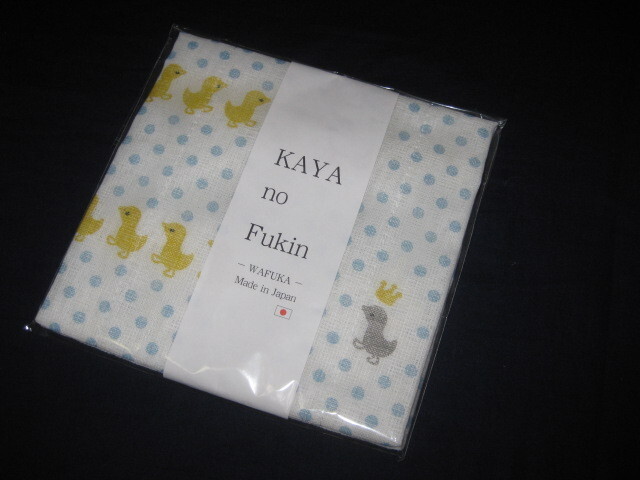 KAYA
no
Fukin
– WAFUKA –
Made in Japan